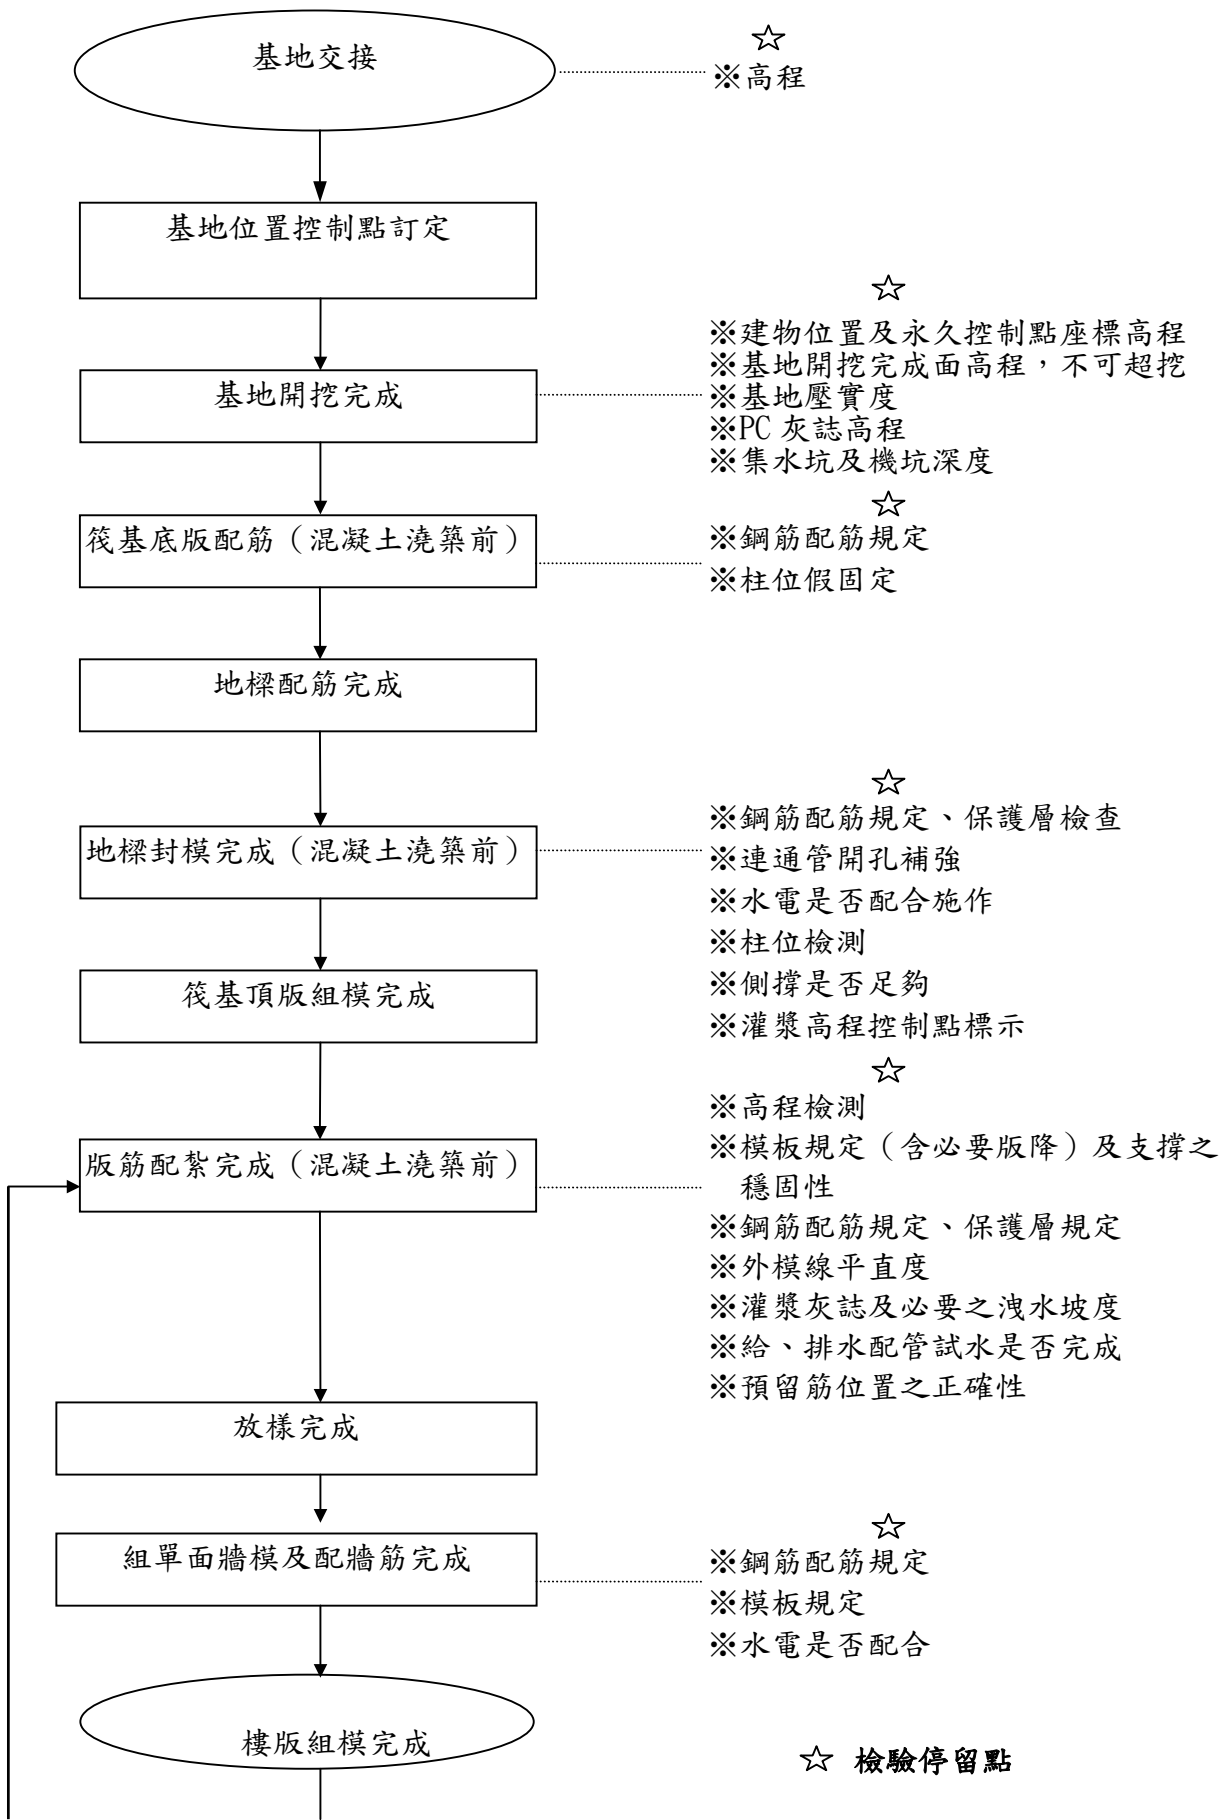 基地交接
☆
※高程
基地位置控制點訂定
☆
※建物位置及永久控制點座標高程
※基地開挖完成面高程，不可超挖
基地開挖完成
※基地壓實度
※PC 灰誌高程
※集水坑及機坑深度
☆
筏基底版配筋（混凝土澆築前）
※鋼筋配筋規定
※柱位假固定
地樑配筋完成
☆
※鋼筋配筋規定、保護層檢查
地樑封模完成（混凝土澆築前）
※連通管開孔補強
※水電是否配合施作
※柱位檢測
筏基頂版組模完成
※側撐是否足夠
※灌漿高程控制點標示
☆
※高程檢測
版筋配紮完成（混凝土澆築前）
※模板規定（含必要版降）及支撐之
穩固性
※鋼筋配筋規定、保護層規定
※外模線平直度
※灌漿灰誌及必要之洩水坡度
※給、排水配管試水是否完成
※預留筋位置之正確性
放樣完成
☆
組單面牆模及配牆筋完成
※鋼筋配筋規定
※模板規定
※水電是否配合
樓版組模完成
☆ 檢驗停留點